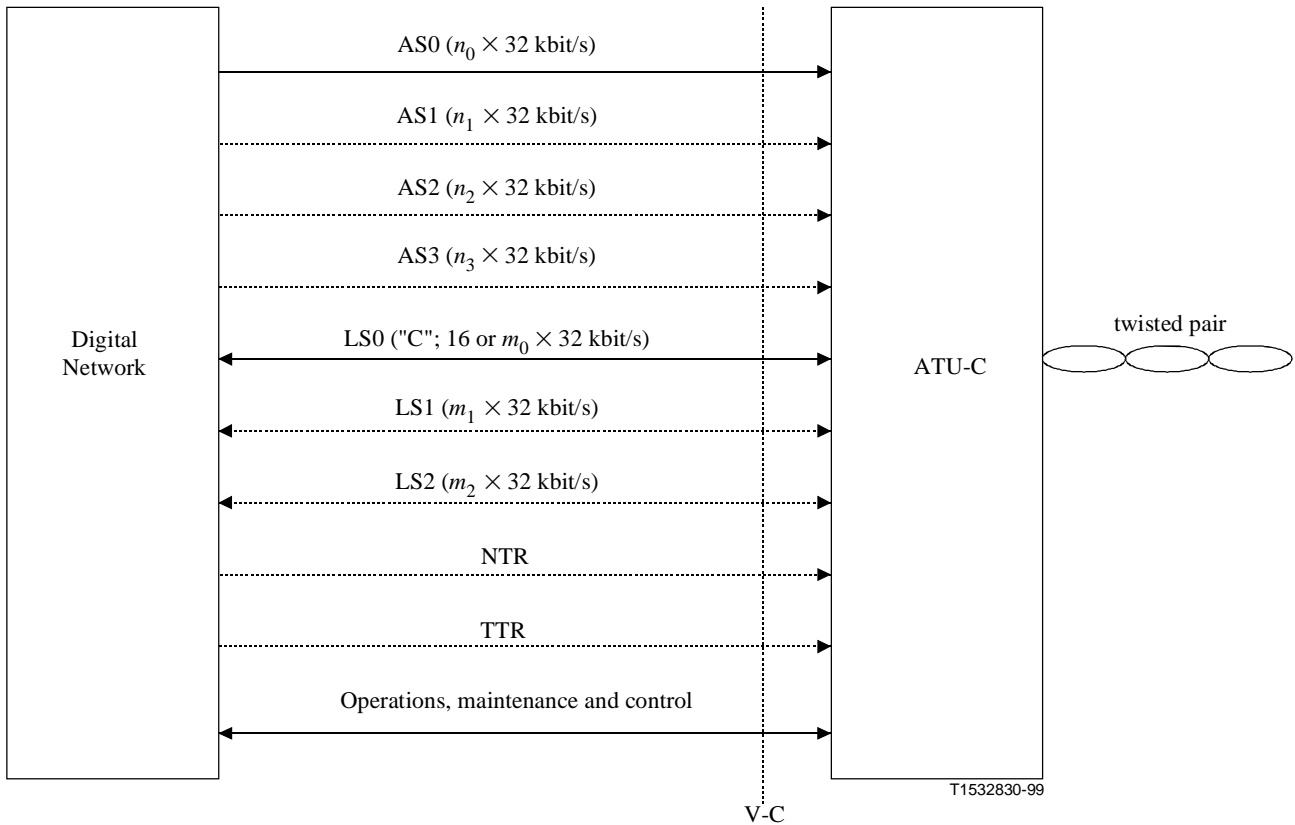 AS0 (n0 × 32 kbit/s)
AS1 (n1 × 32 kbit/s)
AS2 (n2 × 32 kbit/s)
AS3 (n3 × 32 kbit/s)
Digital
Network
LS0 ("C"; 16 or m0 × 32 kbit/s)
ATU-C
twisted pair
LS1 (m1 × 32 kbit/s)
LS2 (m2 × 32 kbit/s)
NTR
TTR
Operations, maintenance and control
T1532830-99
V-C